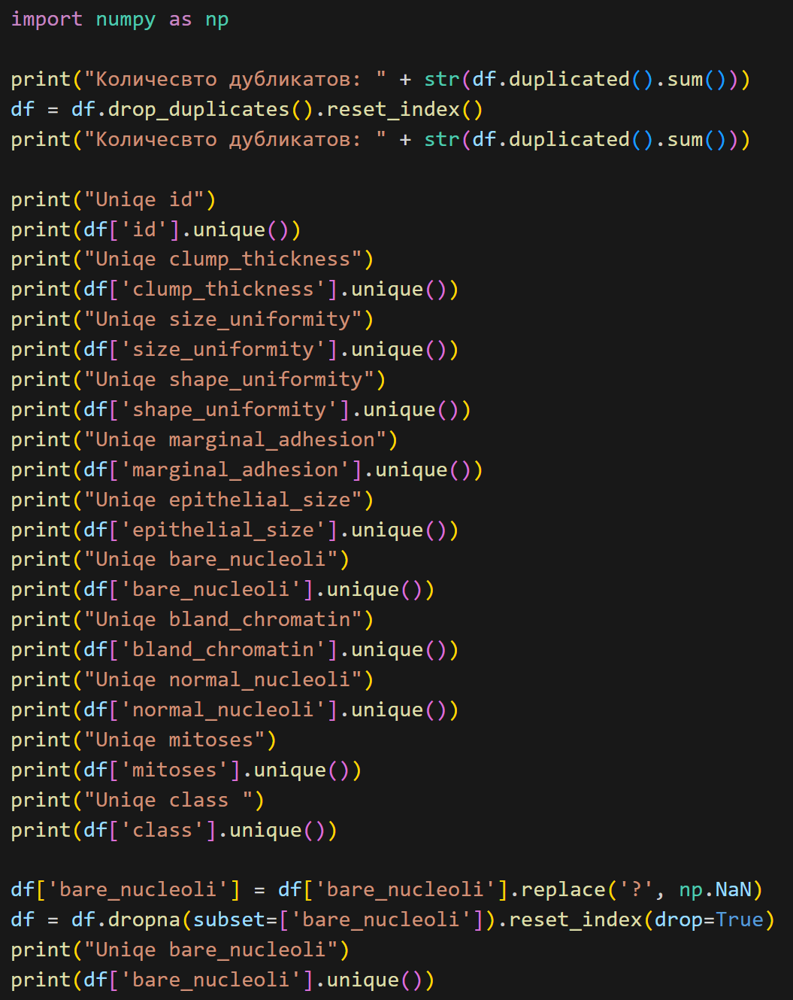 import numpy as np
print("Количесвто дубликатов: " + str(df.duplicated().sum()))
df = df.drop_duplicates().reset_index()
print("Количесвто дубликатов: " + str(df.duplicated().sum()))
print("Uniqe id")
print(df['id'].unique())
print("Uniqe clump_thickness")
print(df['clump_thickness'].unique())
print("Uniqe size_uniformity")
print(df['size_uniformity'].unique())
print("Uniqe shape_uniformity")
print(df['shape_uniformity'].unique())
print("Uniqe marginal_adhesion")
print(df['marginal_adhesion'].unique())
print("Uniqe epithelial_size")
print(df['epithelial_size'].unique())
print("Uniqe bare_nucleoli")
print(df['bare_nucleoli'].unique())
print("Uniqe bland_chromatin")
print(df['bland_chromatin'].unique())
print("Uniqe normal_nucleoli")
print(df['normal_nucleoli'].unique())
print("Uniqe mitoses")
print(df['mitoses'].unique())
print("Uniqe class ")
print(df['class'].unique())
df['bare_nucleoli'] = df['bare_nucleoli'].replace('?', np.NaN)
df = df.dropna(subset=['bare_nucleoli']).reset_index(drop=True)
print("Uniqe bare_nucleoli")
print(df['bare_nucleoli'].unique())